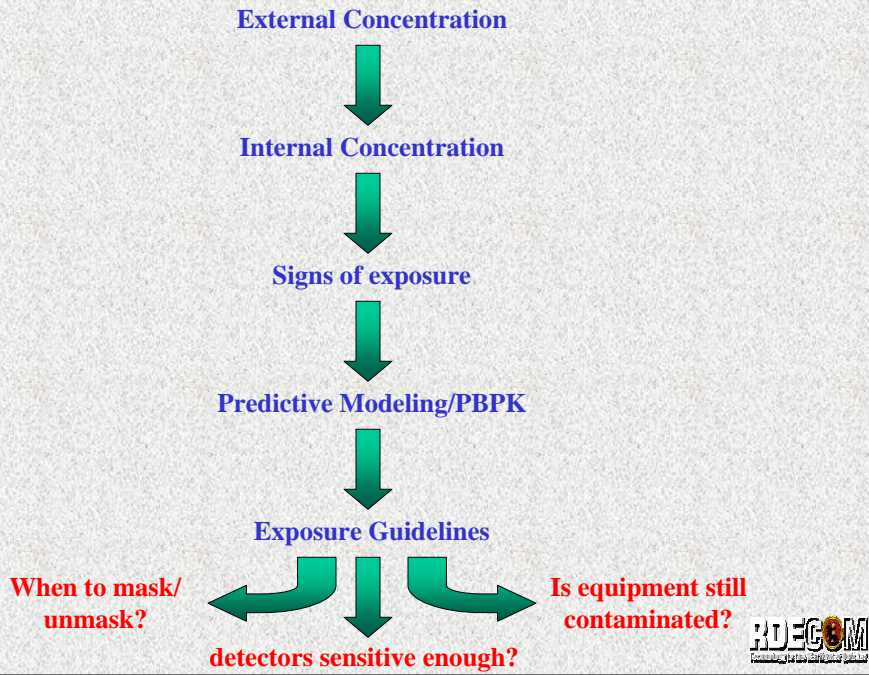 External Concentration
Internal Concentration
Signs of exposure
Predictive Modeling/PBPK
Exposure Guidelines
When to mask/
unmask?
Is equipment still
contaminated?
detectors sensitive enough?
RDECOM